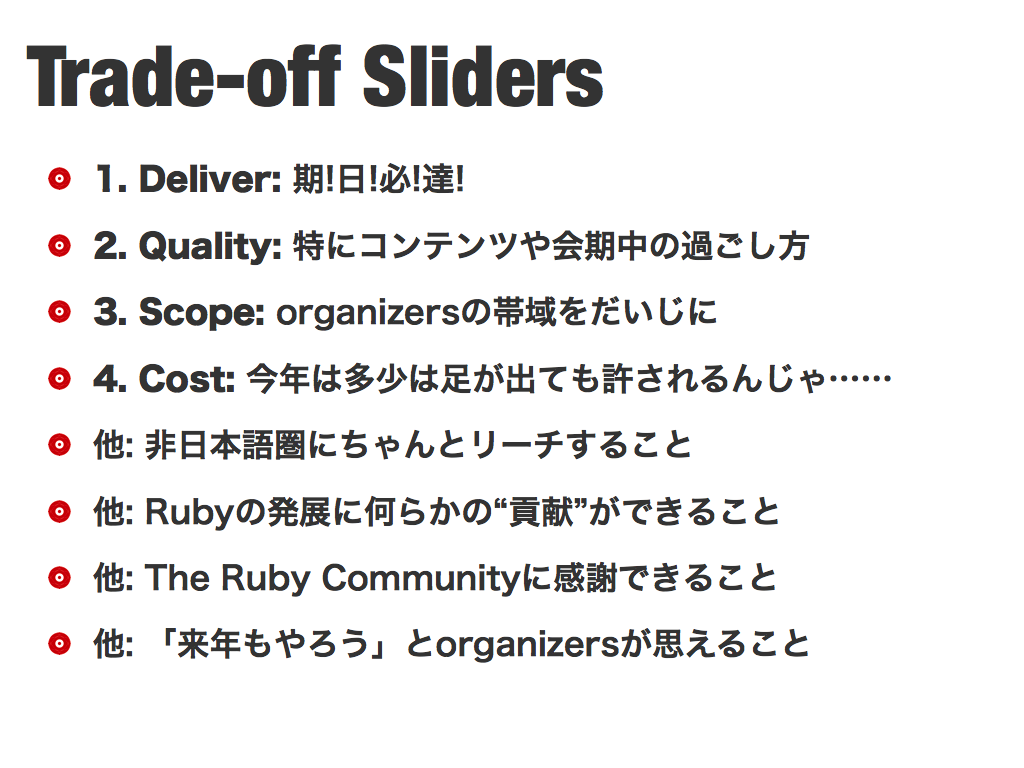 Trade-off Sliders
1. Deliver: 期!日!必!達!
2. Quality: 特にコンテンツや会期中の過ごし方
3. Scope: organizersの帯域をだいじに
4. Cost: 今年は多少は足が出ても許されるんじゃ……
他: 非日本語圏にちゃんとリーチすること
他: Rubyの発展に何らかの“貢献”ができること
他: The Ruby Communityに感謝できること
他: 「来年もやろう」とorganizersが思えること